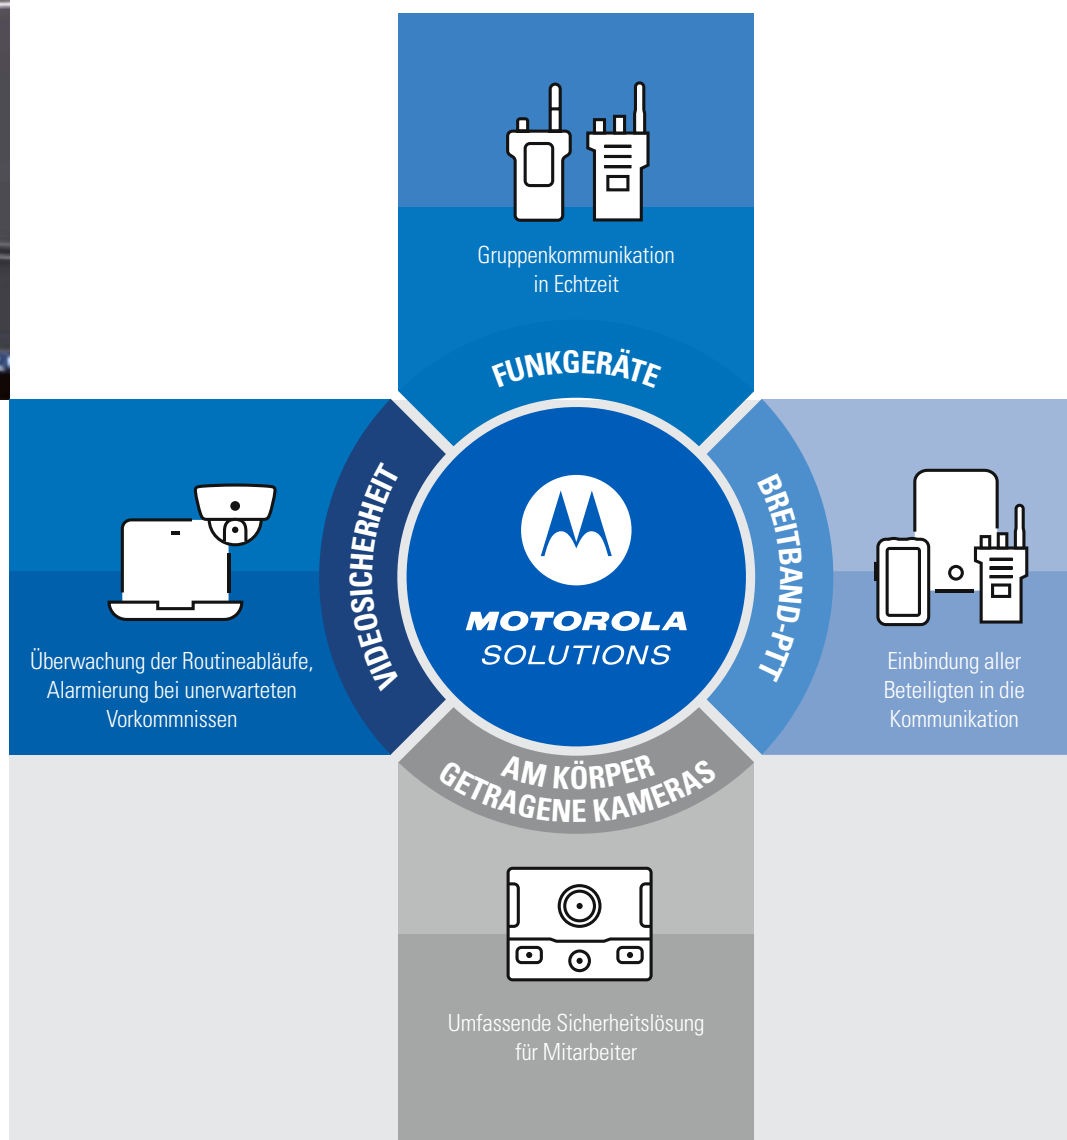 Gruppenkommunikation
in Echtzeit
FUNKGERÄTE
VIDEOSICHERHEIT
Überwachung der Routineabläufe,
Alarmierung bei unerwarteten
Vorkommnissen
MOTOROLA
SOLUTIONS
BREITBAND-PTT
Einbindung aller
Beteiligten in die
Kommunikation
AM KÖRPER
GETRAGENE KAMERAS
Umfassende Sicherheitslösung
für Mitarbeiter